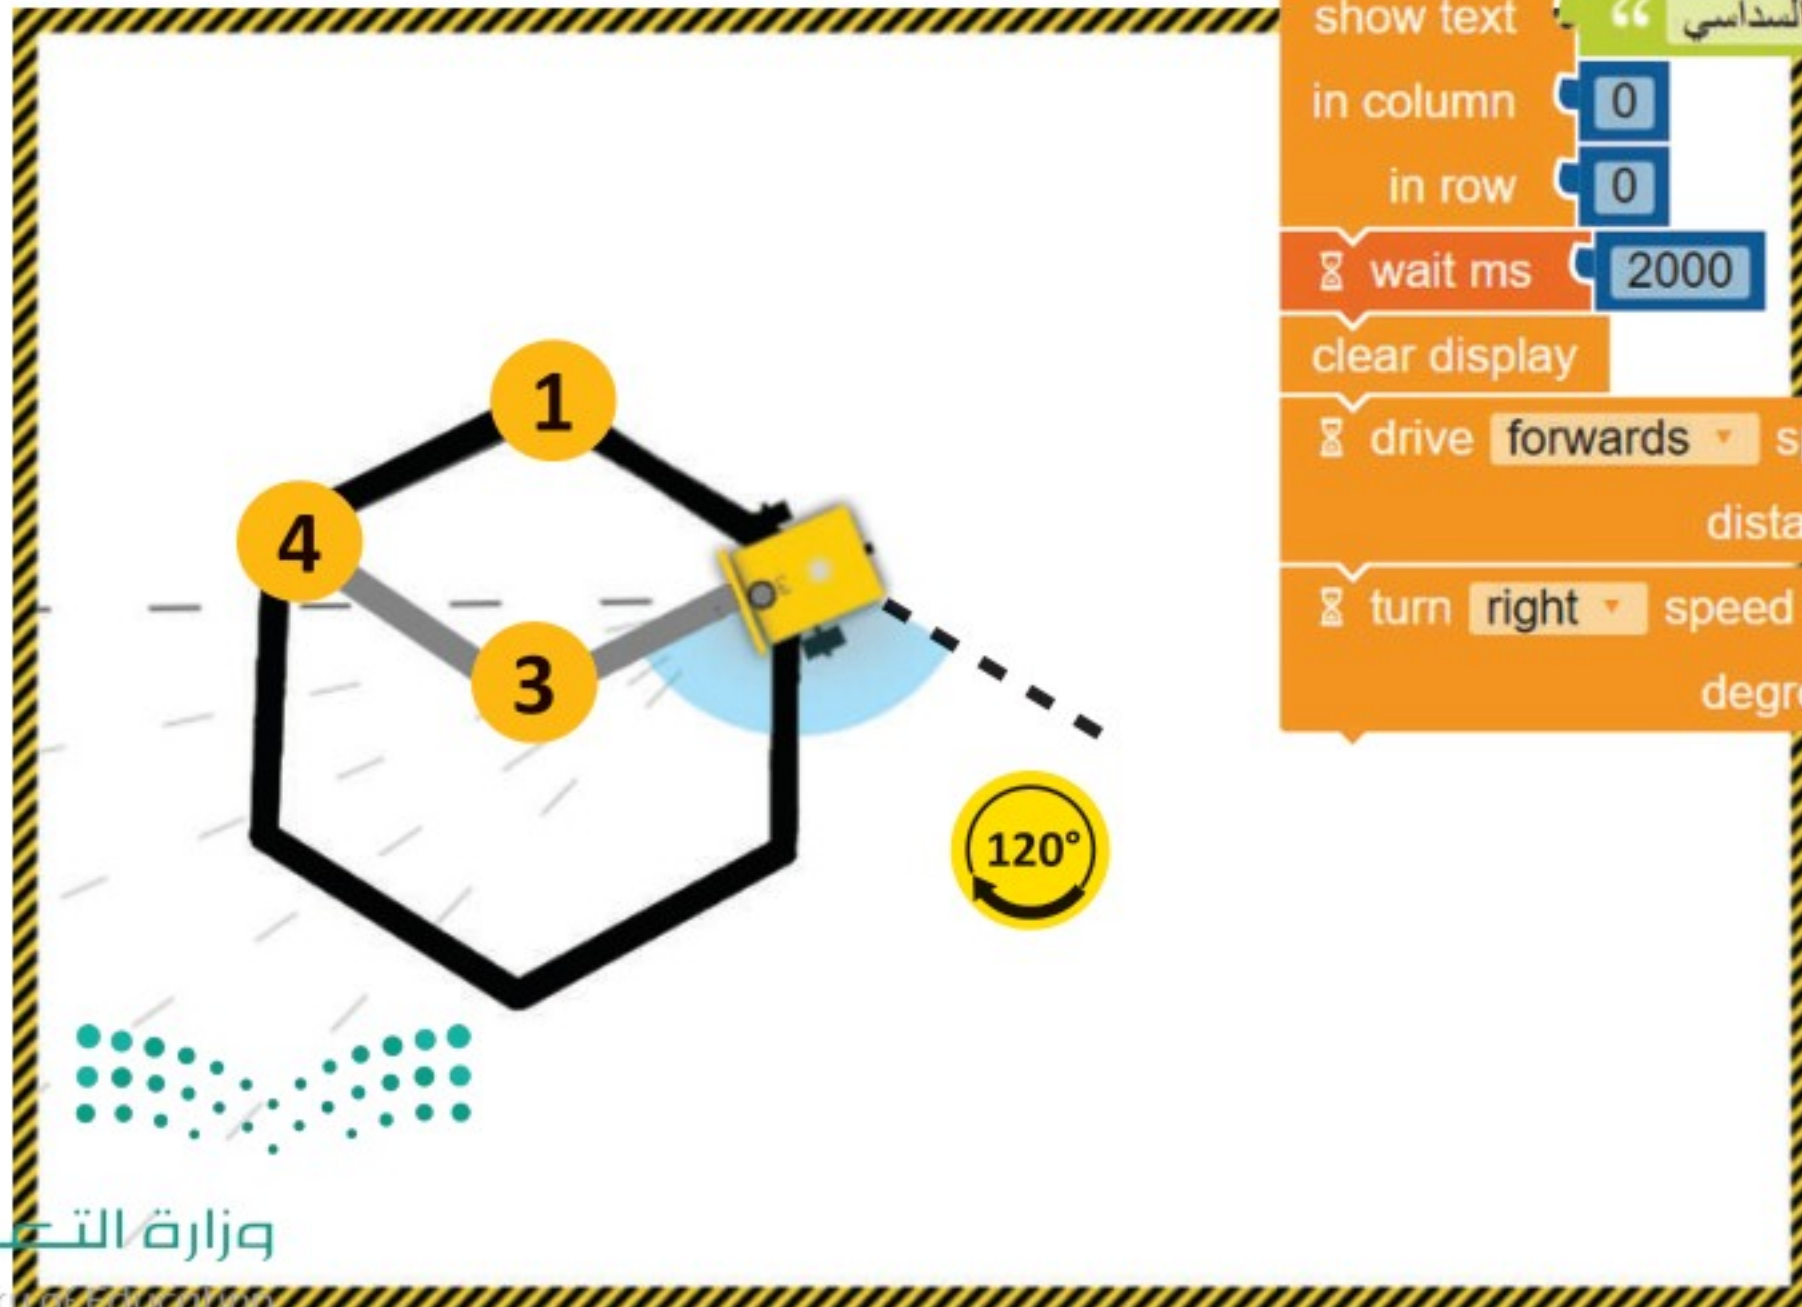 show text “ السداسي
in column 0
in row 0
wait ms 2000
clear display
drive forwards
turn right speed
1
4
3
120°
وزارة
Education